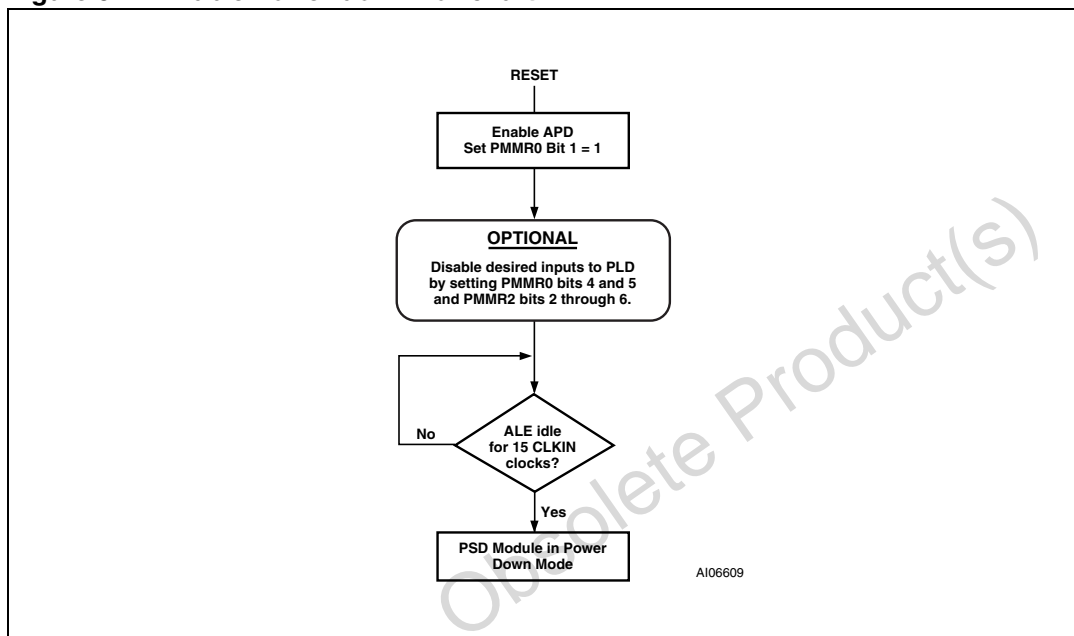 RESET
Enable APD
Set PMMR0 Bit 1 = 1
OPTIONAL
Disable desired inputs to PLD
by setting PMMR0 bits 4 and 5
and PMMR2 bits 2 through 6.
No
ALE idle
for 15 CLKIN
clocks?
Yes
PSD Module in Power
Down Mode
AI06609
Obsolete Product(s)